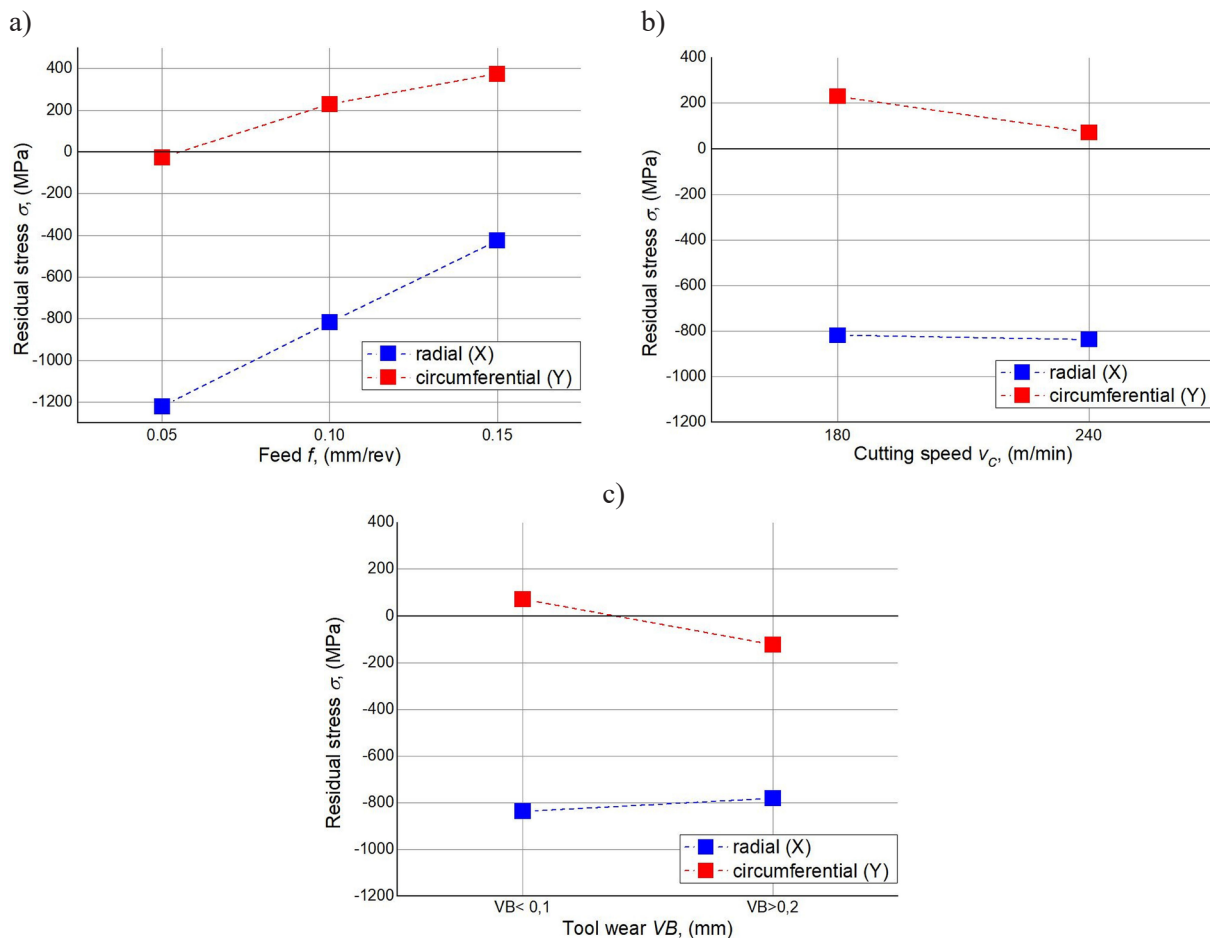 a)
400
200
0
-200
-400
-600
-800
-1000
-1200
Residual stress σ, (MPa)
0.05 0.10 0.15
Feed f, (mm/rev)
radial (X)
circumferential (Y)
b)
400
200
0
-200
-400
-600
-800
-1000
-1200
Residual stress σ, (MPa)
180 240
Cutting speed vC, (m/min)
radial (X)
circumferential (Y)
c)
400
200
0
-200
-400
-600
-800
-1000
-1200
Residual stress σ, (MPa)
VB< 0,1 VB>0,2
Tool wear VB, (mm)
radial (X)
circumferential (Y)